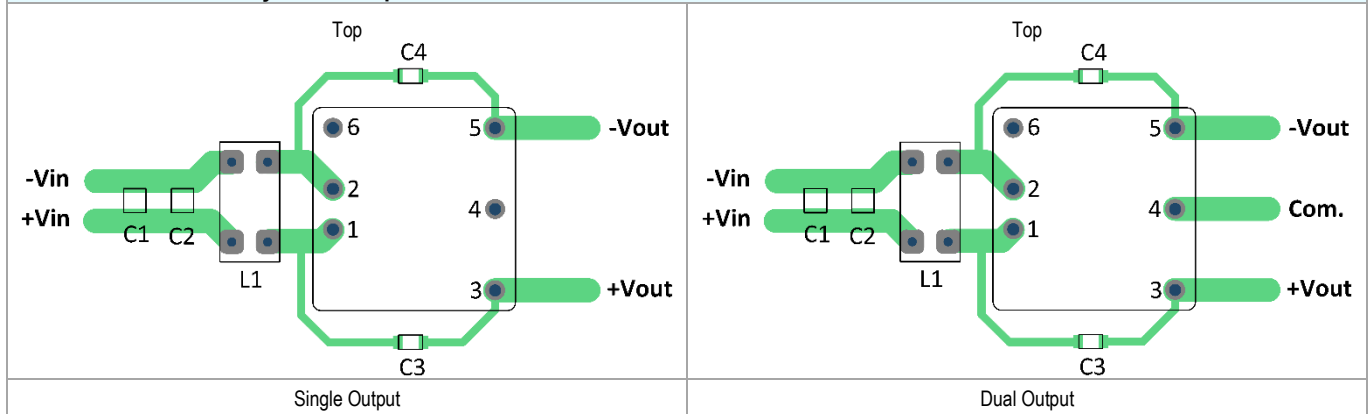 Top
C4
6
5
-Vout
-Vin
2
+Vin
4
1
C1
C2
L1
3
+Vout
C3
Single Output
Top
C4
6
5
-Vout
-Vin
2
+Vin
4
Com.
1
C1
C2
L1
3
+Vout
C3
Dual Output